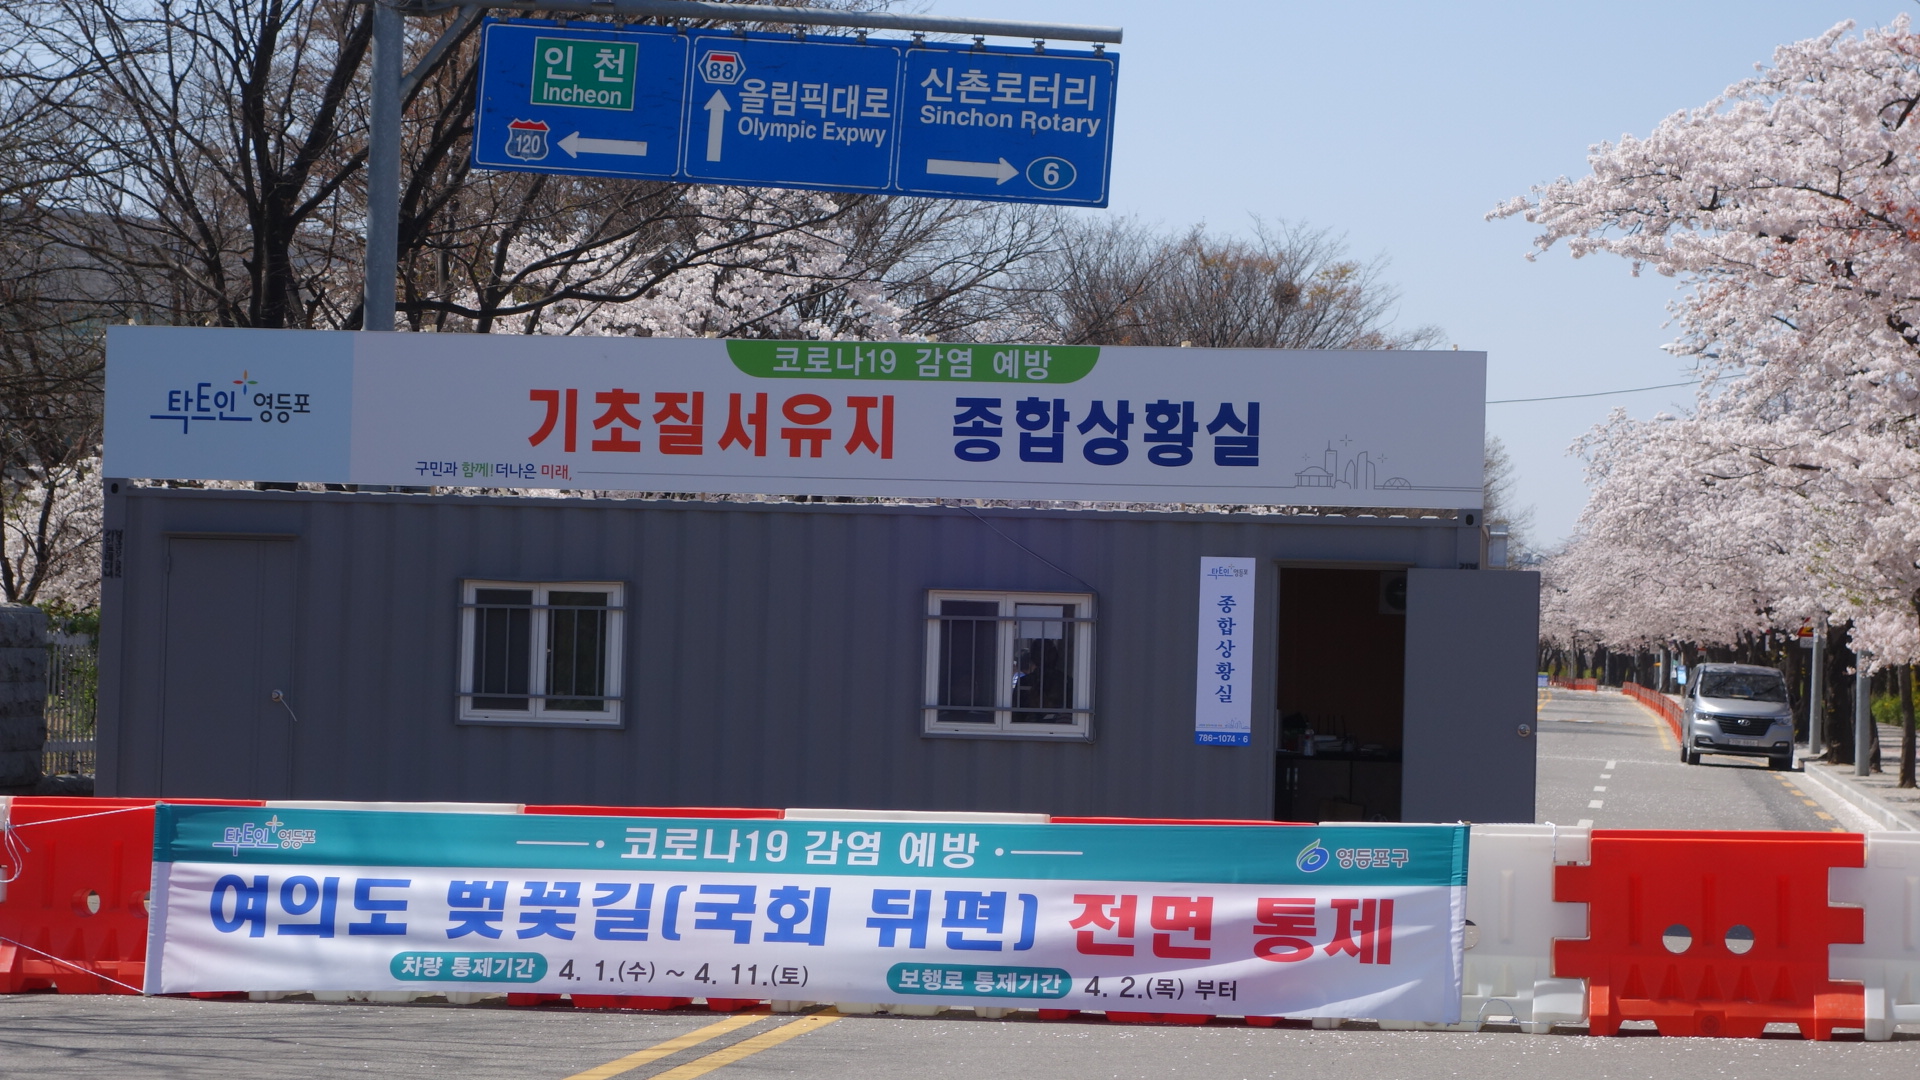 인천
Incheon
120
88
올림픽대로
Olympic Expwy
신촌로터리
Sinchon Rotary
6
코로나19 감염 예방
탁트인 영등포
기초질서유지 종합상황실
구민과 함께! 더나은 미래,
탁트인 영등포
종합상황실
786-1074·6
탁트인 영등포
코로나19 감염 예방
영등포구
여의도 벚꽃길(국회 뒤편) 전면 통제
차량 통제기간 4. 1.(수) ~ 4. 11.(토)
보행로 통제기간 4. 2.(목) 부터